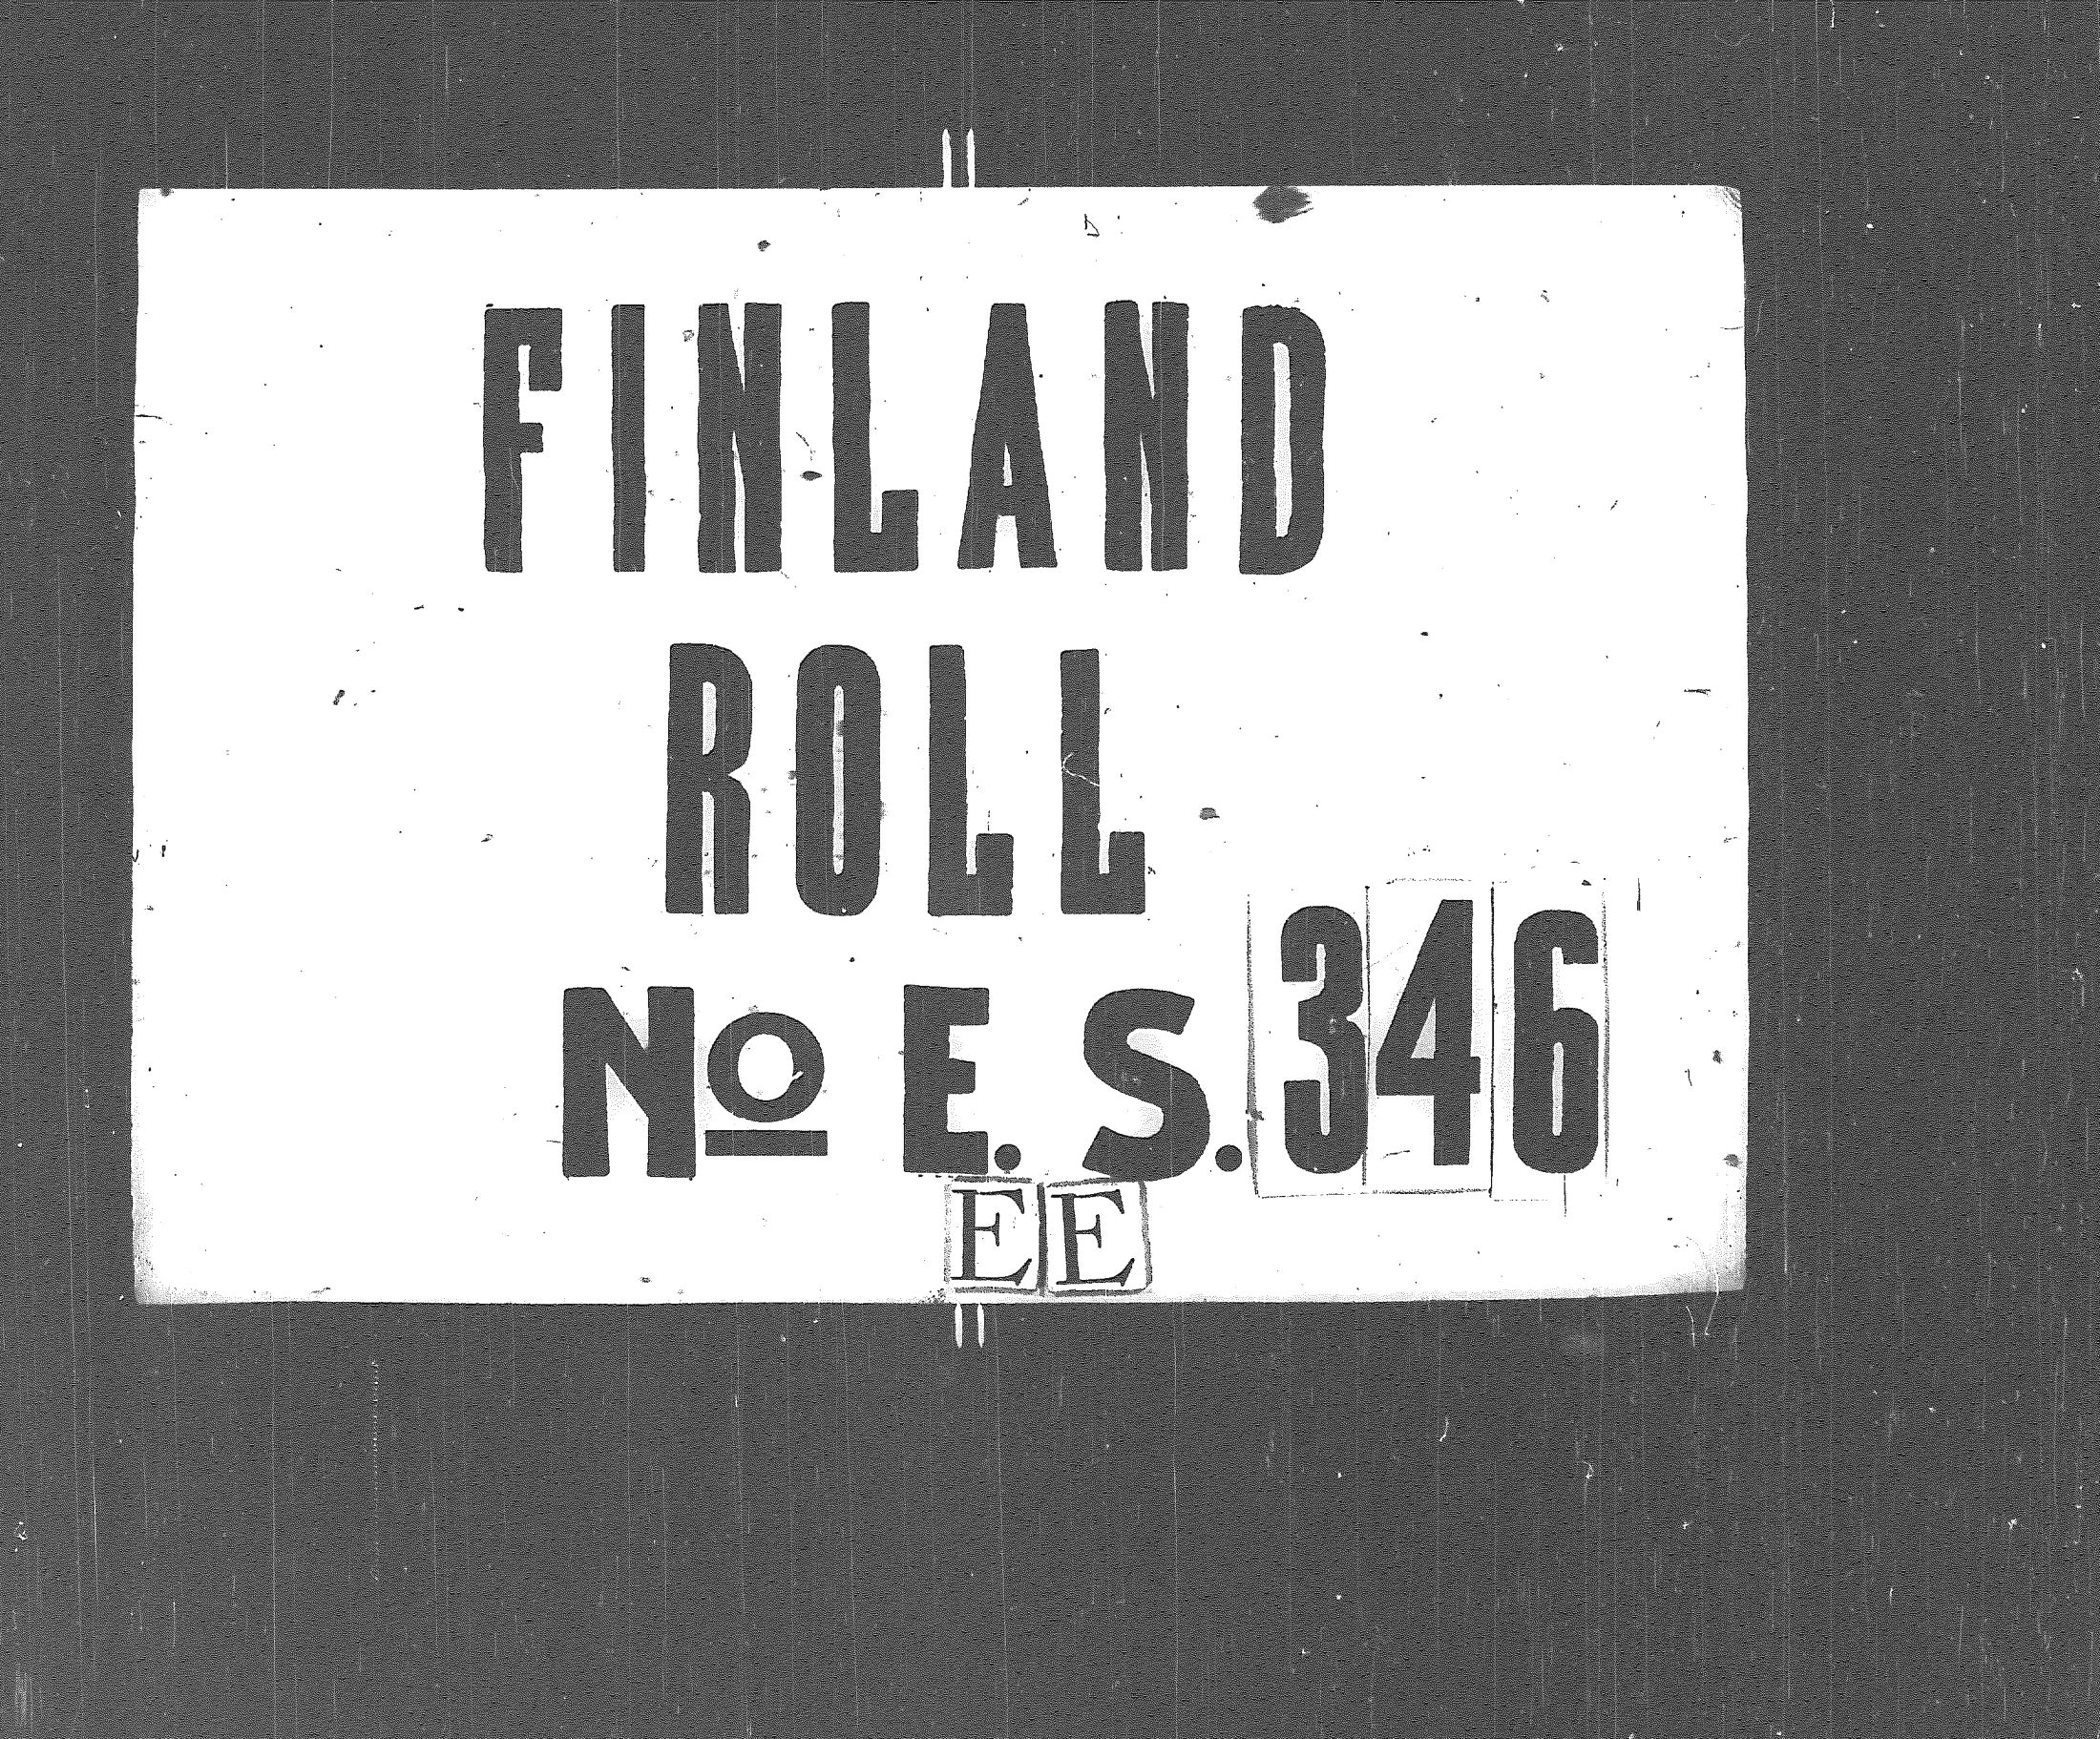 FINLAND
ROLL
Nº E. S. 346
EE